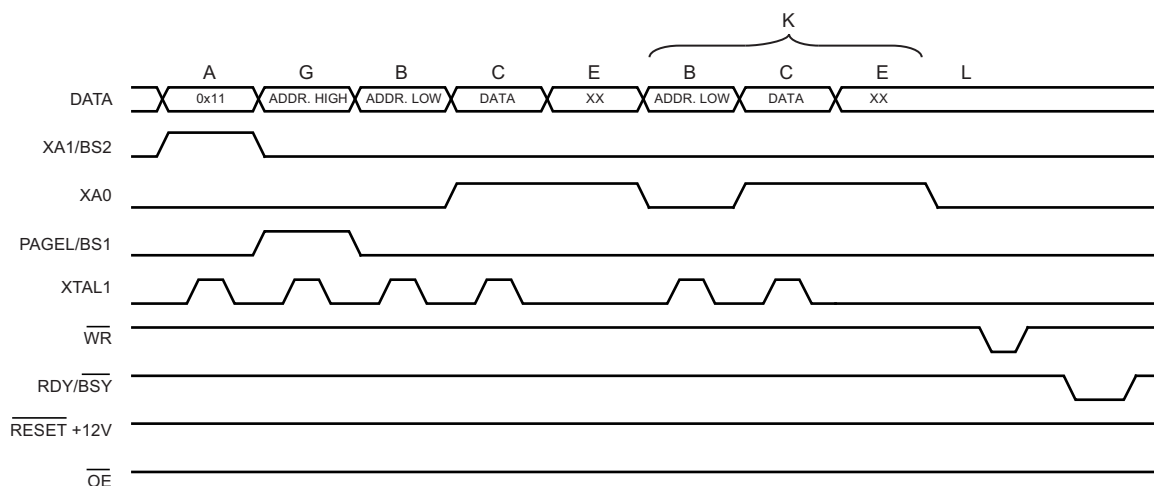 K
A G B C E B C E L
DATA 0x11 ADDR. HIGH ADDR. LOW DATA XX ADDR. LOW DATA XX
XA1/BS2
XA0
PAGEL/BS1
XTAL1
WR
RDY/BSY
RESET +12V
OE